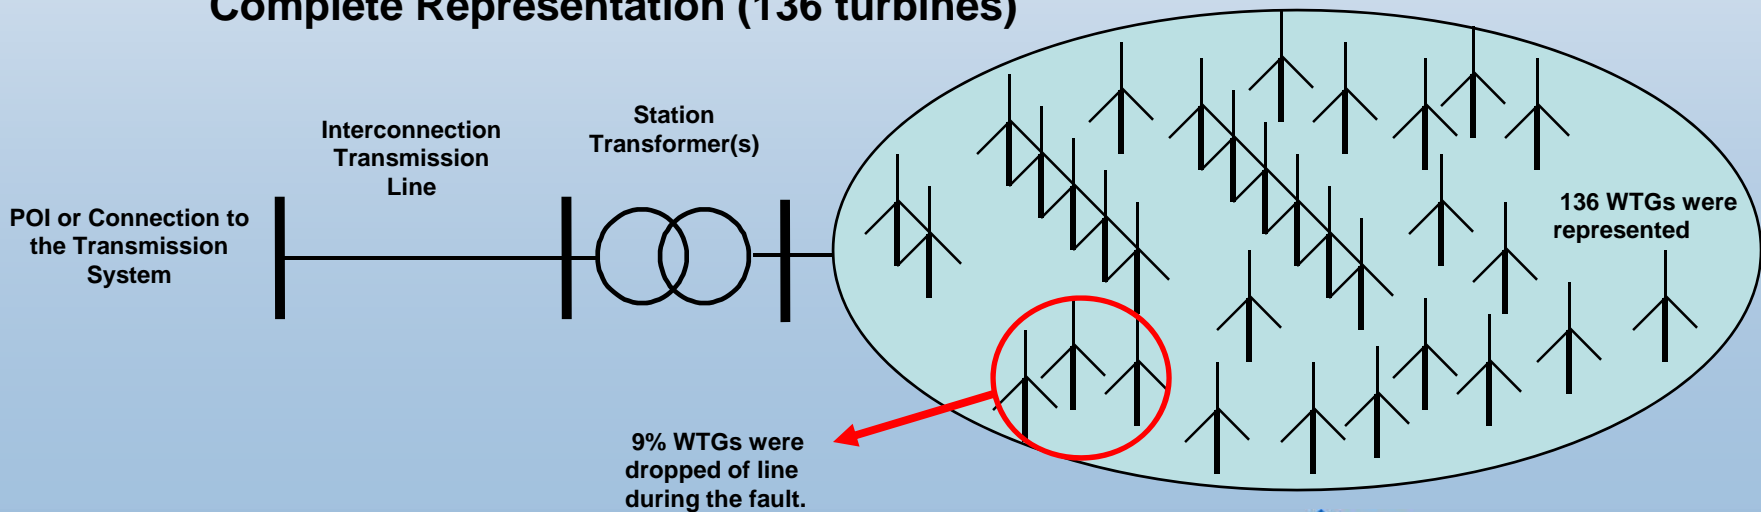 Complete Representation (136 turbines)
Interconnection
Transmission
Line
Station
Transformer(s)
POI or Connection to
the Transmission
System
136 WTGs were
represented
9% WTGs were
dropped of line
during the fault.